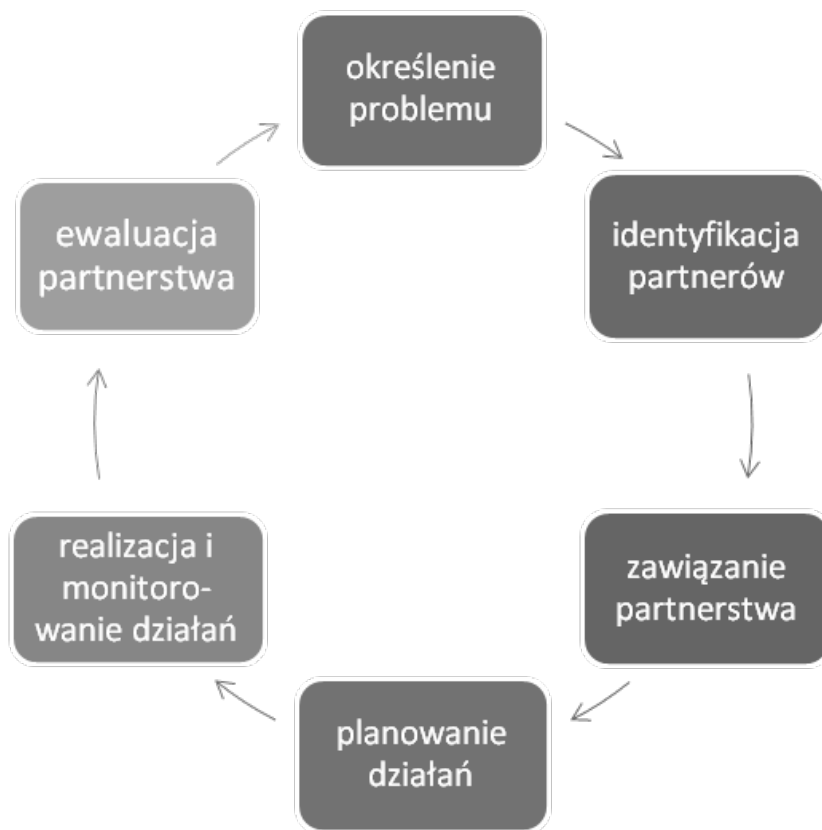 określenie
problemu
identyfikacja
partnerów
zawiązanie
partnerstwa
planowanie
działań
realizacja i
monitoro-
wanie działań
ewaluacja
partnerstwa